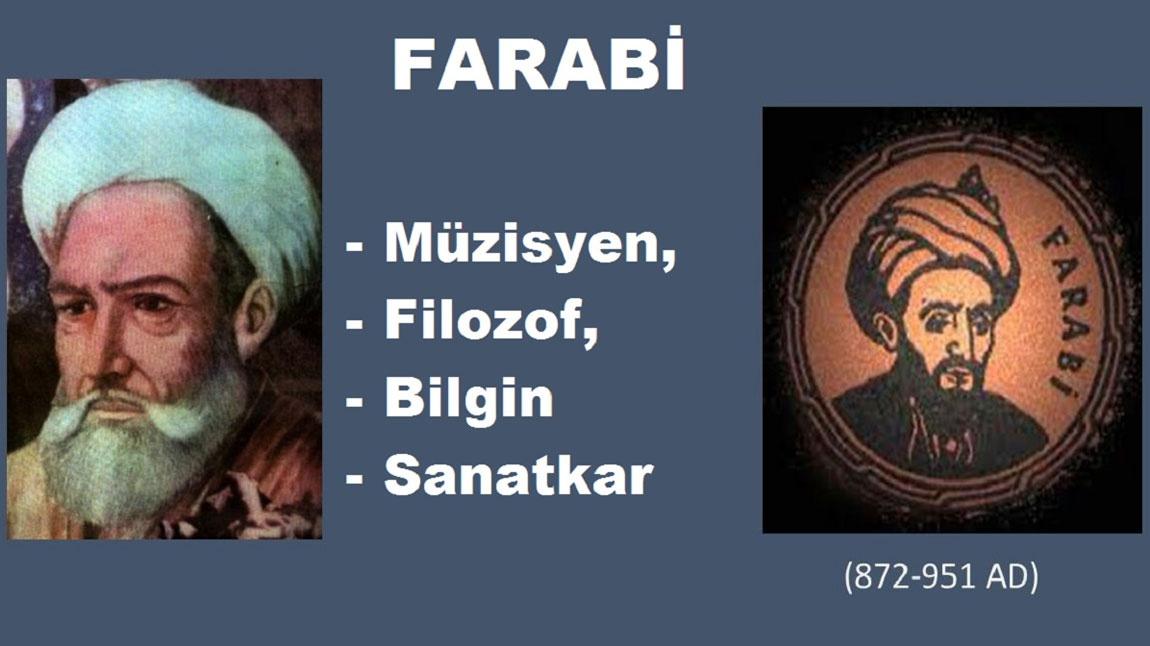 FARABİ
- Müzisyen,
- Filozof,
- Bilgin
- Sanatkar
FARABİ
(872-951 AD)